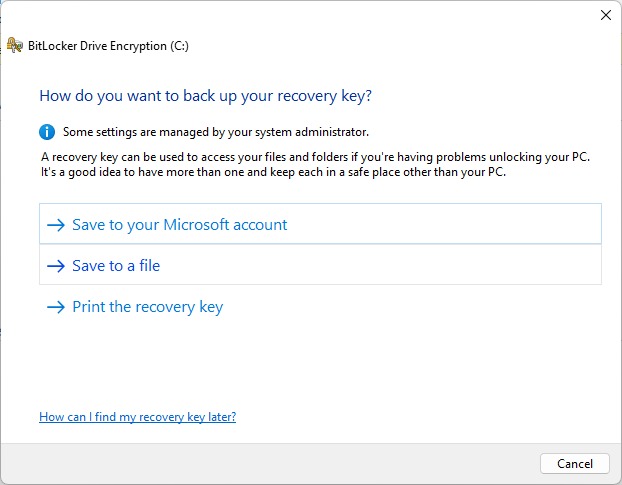 BitLocker Drive Encryption (C:)
How do you want to back up your recovery key?
Some settings are managed by your system administrator.
A recovery key can be used to access your files and folders if you're having problems unlocking your PC.
It's a good idea to have more than one and keep each in a safe place other than your PC.
Save to your Microsoft account
Save to a file
Print the recovery key
How can I find my recovery key later?
Cancel